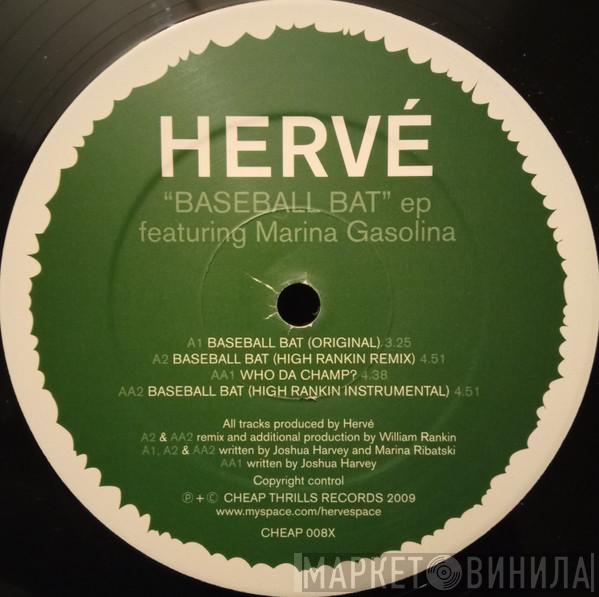 HERVÉ
“BASEBALL BAT” ep
featuring Marina Gasolina
A1 BASEBALL BAT (ORIGINAL) 3.25
A2 BASEBALL BAT (HIGH RANKIN REMIX) 4.51
AA1 WHO DA CHAMP? 4.38
AA2 BASEBALL BAT (HIGH RANKIN INSTRUMENTAL) 4.51
All tracks produced by Hervé
A2 & AA2 remix and additional production by William Rankin
A1, A2 & AA2 written by Joshua Harvey and Marina Ribatski
AA1 written by Joshua Harvey
Copyright control
℗ + © CHEAP THRILLS RECORDS 2009
www.myspace.com/hervespace
CHEAP 008X
МАРКЕТ ВИНИЛА